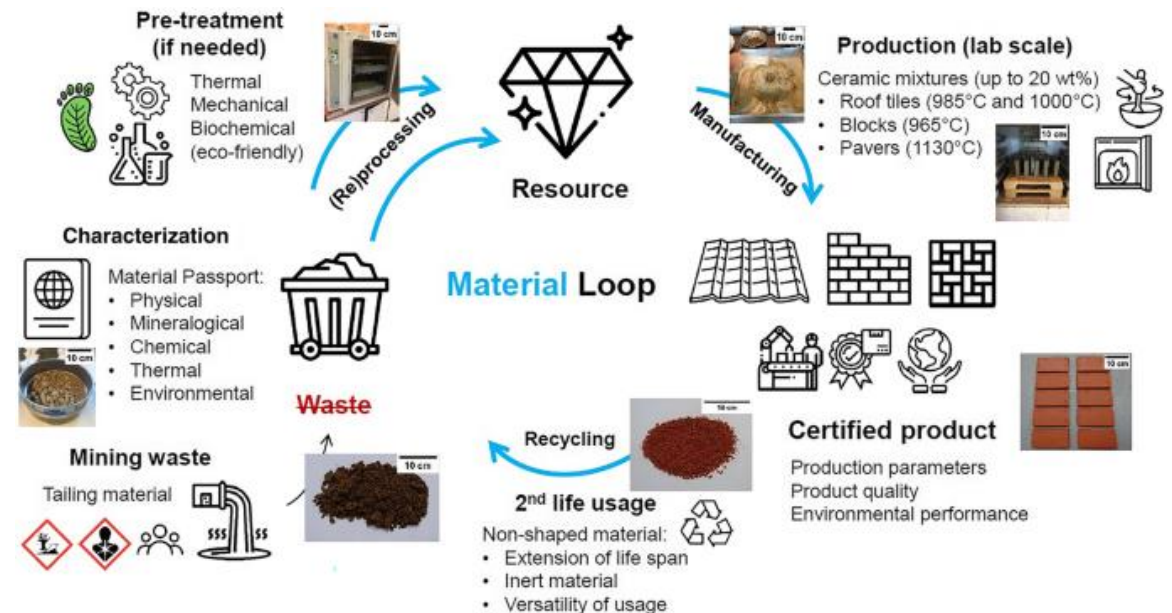 Pre-treatment
(if needed)
Thermal
Mechanical
Biochemical
(eco-friendly)
10 cm
(Re)processing
Resource
10 cm
Manufacturing
Production (lab scale)
Ceramic mixtures (up to 20 wt%)
• Roof tiles (985°C and 1000°C)
• Blocks (965°C)
• Pavers (1130°C)
10 cm
Characterization
Material Passport:
• Physical
• Mineralogical
• Chemical
• Thermal
• Environmental
10 cm
Waste
Material Loop
Mining waste
Tailing material
10 cm
Recycling
10 cm
2nd life usage
Non-shaped material:
• Extension of life span
• Inert material
• Versatility of usage
Certified product
Production parameters
Product quality
Environmental performance
10 cm